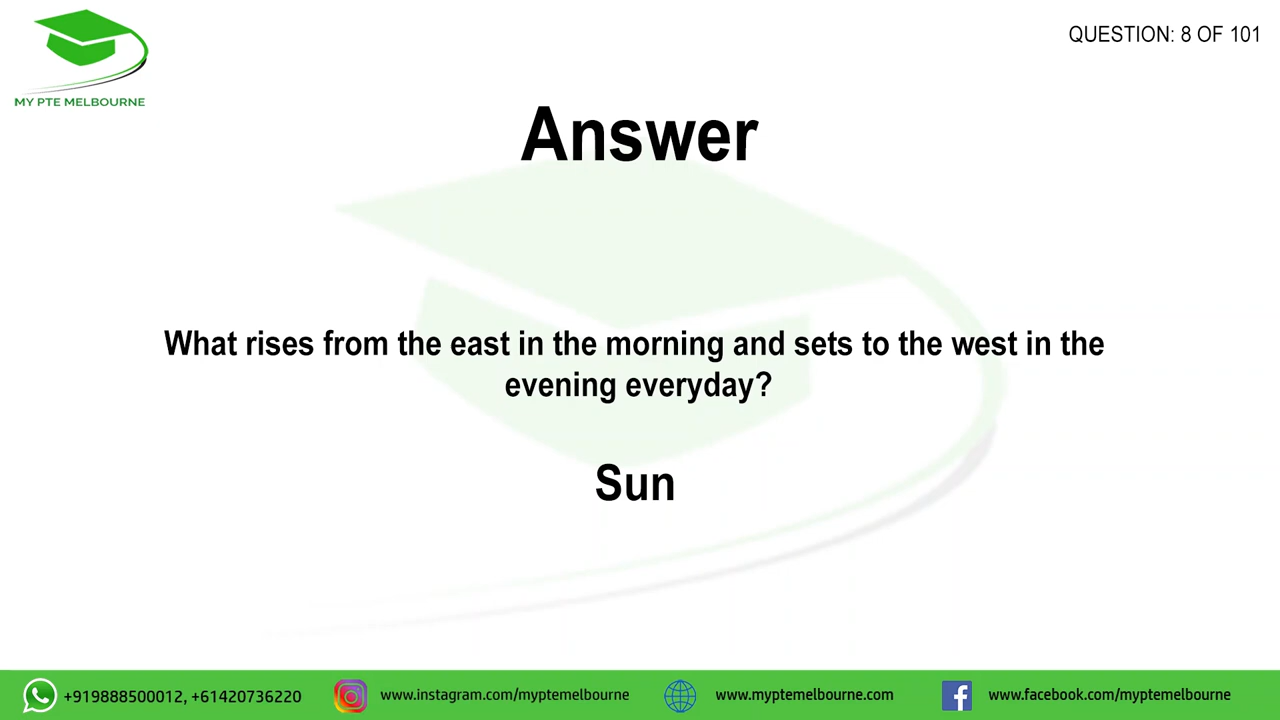 MY PTE MELBOURNE
QUESTION: 8 OF 101
Answer
What rises from the east in the morning and sets to the west in the
evening everyday?
Sun
+919888500012, +61420736220
www.instagram.com/myptemelbourne
www.myptemelbourne.com
www.facebook.com/myptemelbourne